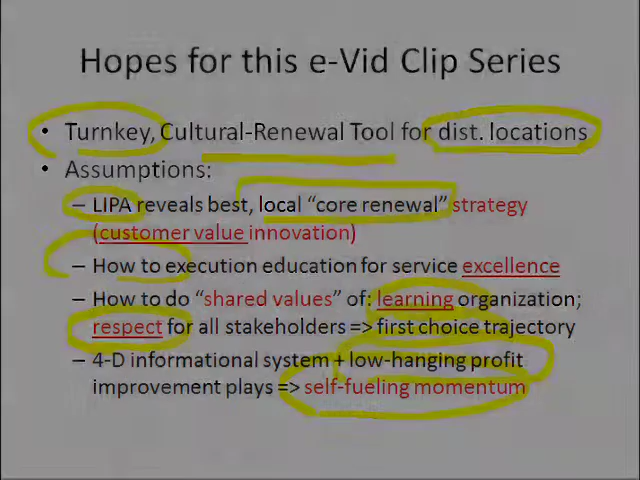 Hopes for this e-Vid Clip Series
• Turnkey, Cultural-Renewal Tool for dist. locations
• Assumptions:
– LIPA reveals best, local “core renewal” strategy
(customer value innovation)
– How to execution education for service excellence
– How to do “shared values” of: learning organization;
respect for all stakeholders => first choice trajectory
– 4-D informational system + low-hanging profit
improvement plays => self-fueling momentum